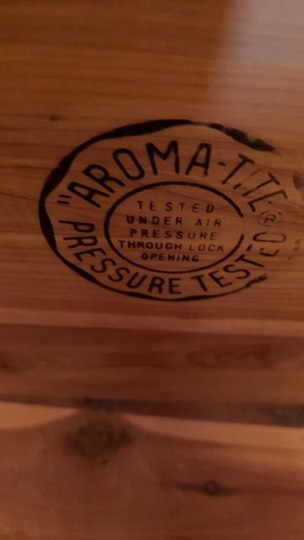 "AROMA-TITE®
TESTED
UNDER AIR
PRESSURE
THROUGH LOCK
OPENING
PRESSURE TESTED